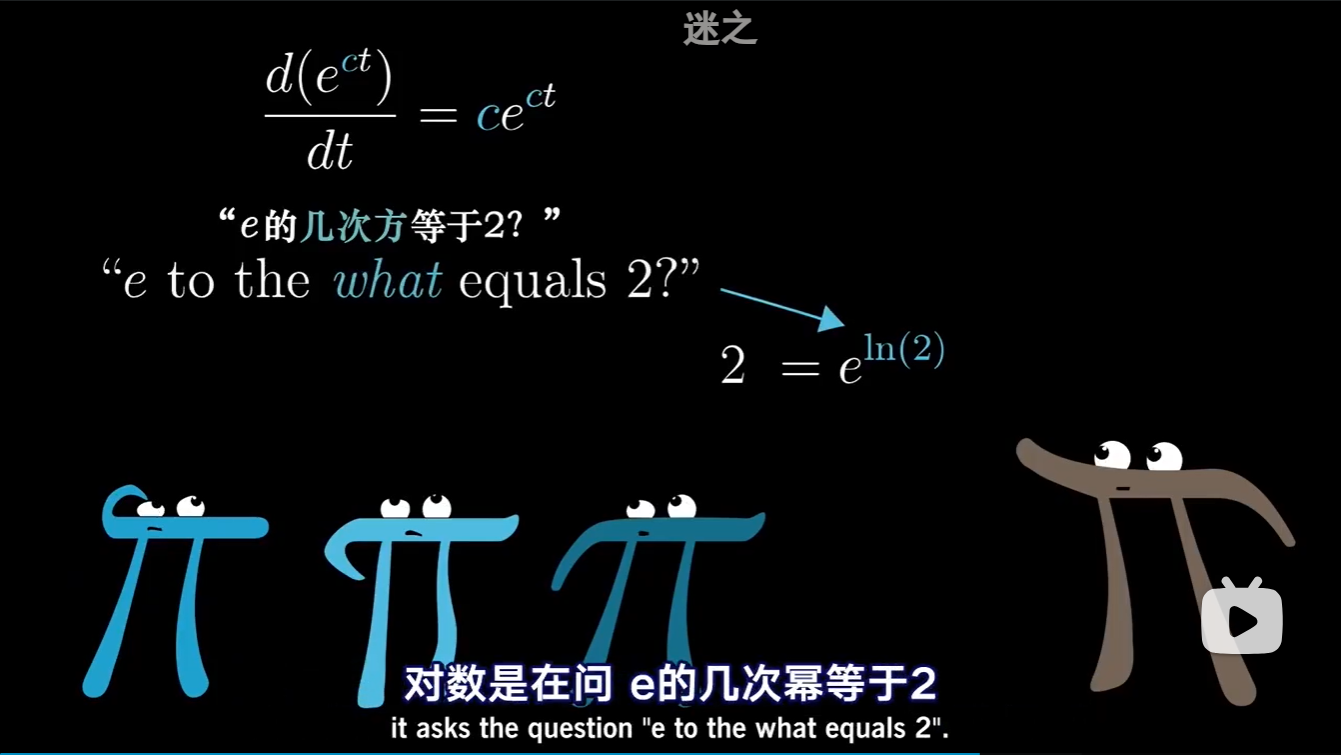 迷之
d(e^{ct})/dt = ce^{ct}
“e的几次方等于2？”
“e to the what equals 2?”
2 = e^{ln(2)}
对数是在问 e的几次幂等于2
it asks the question "e to the what equals 2".